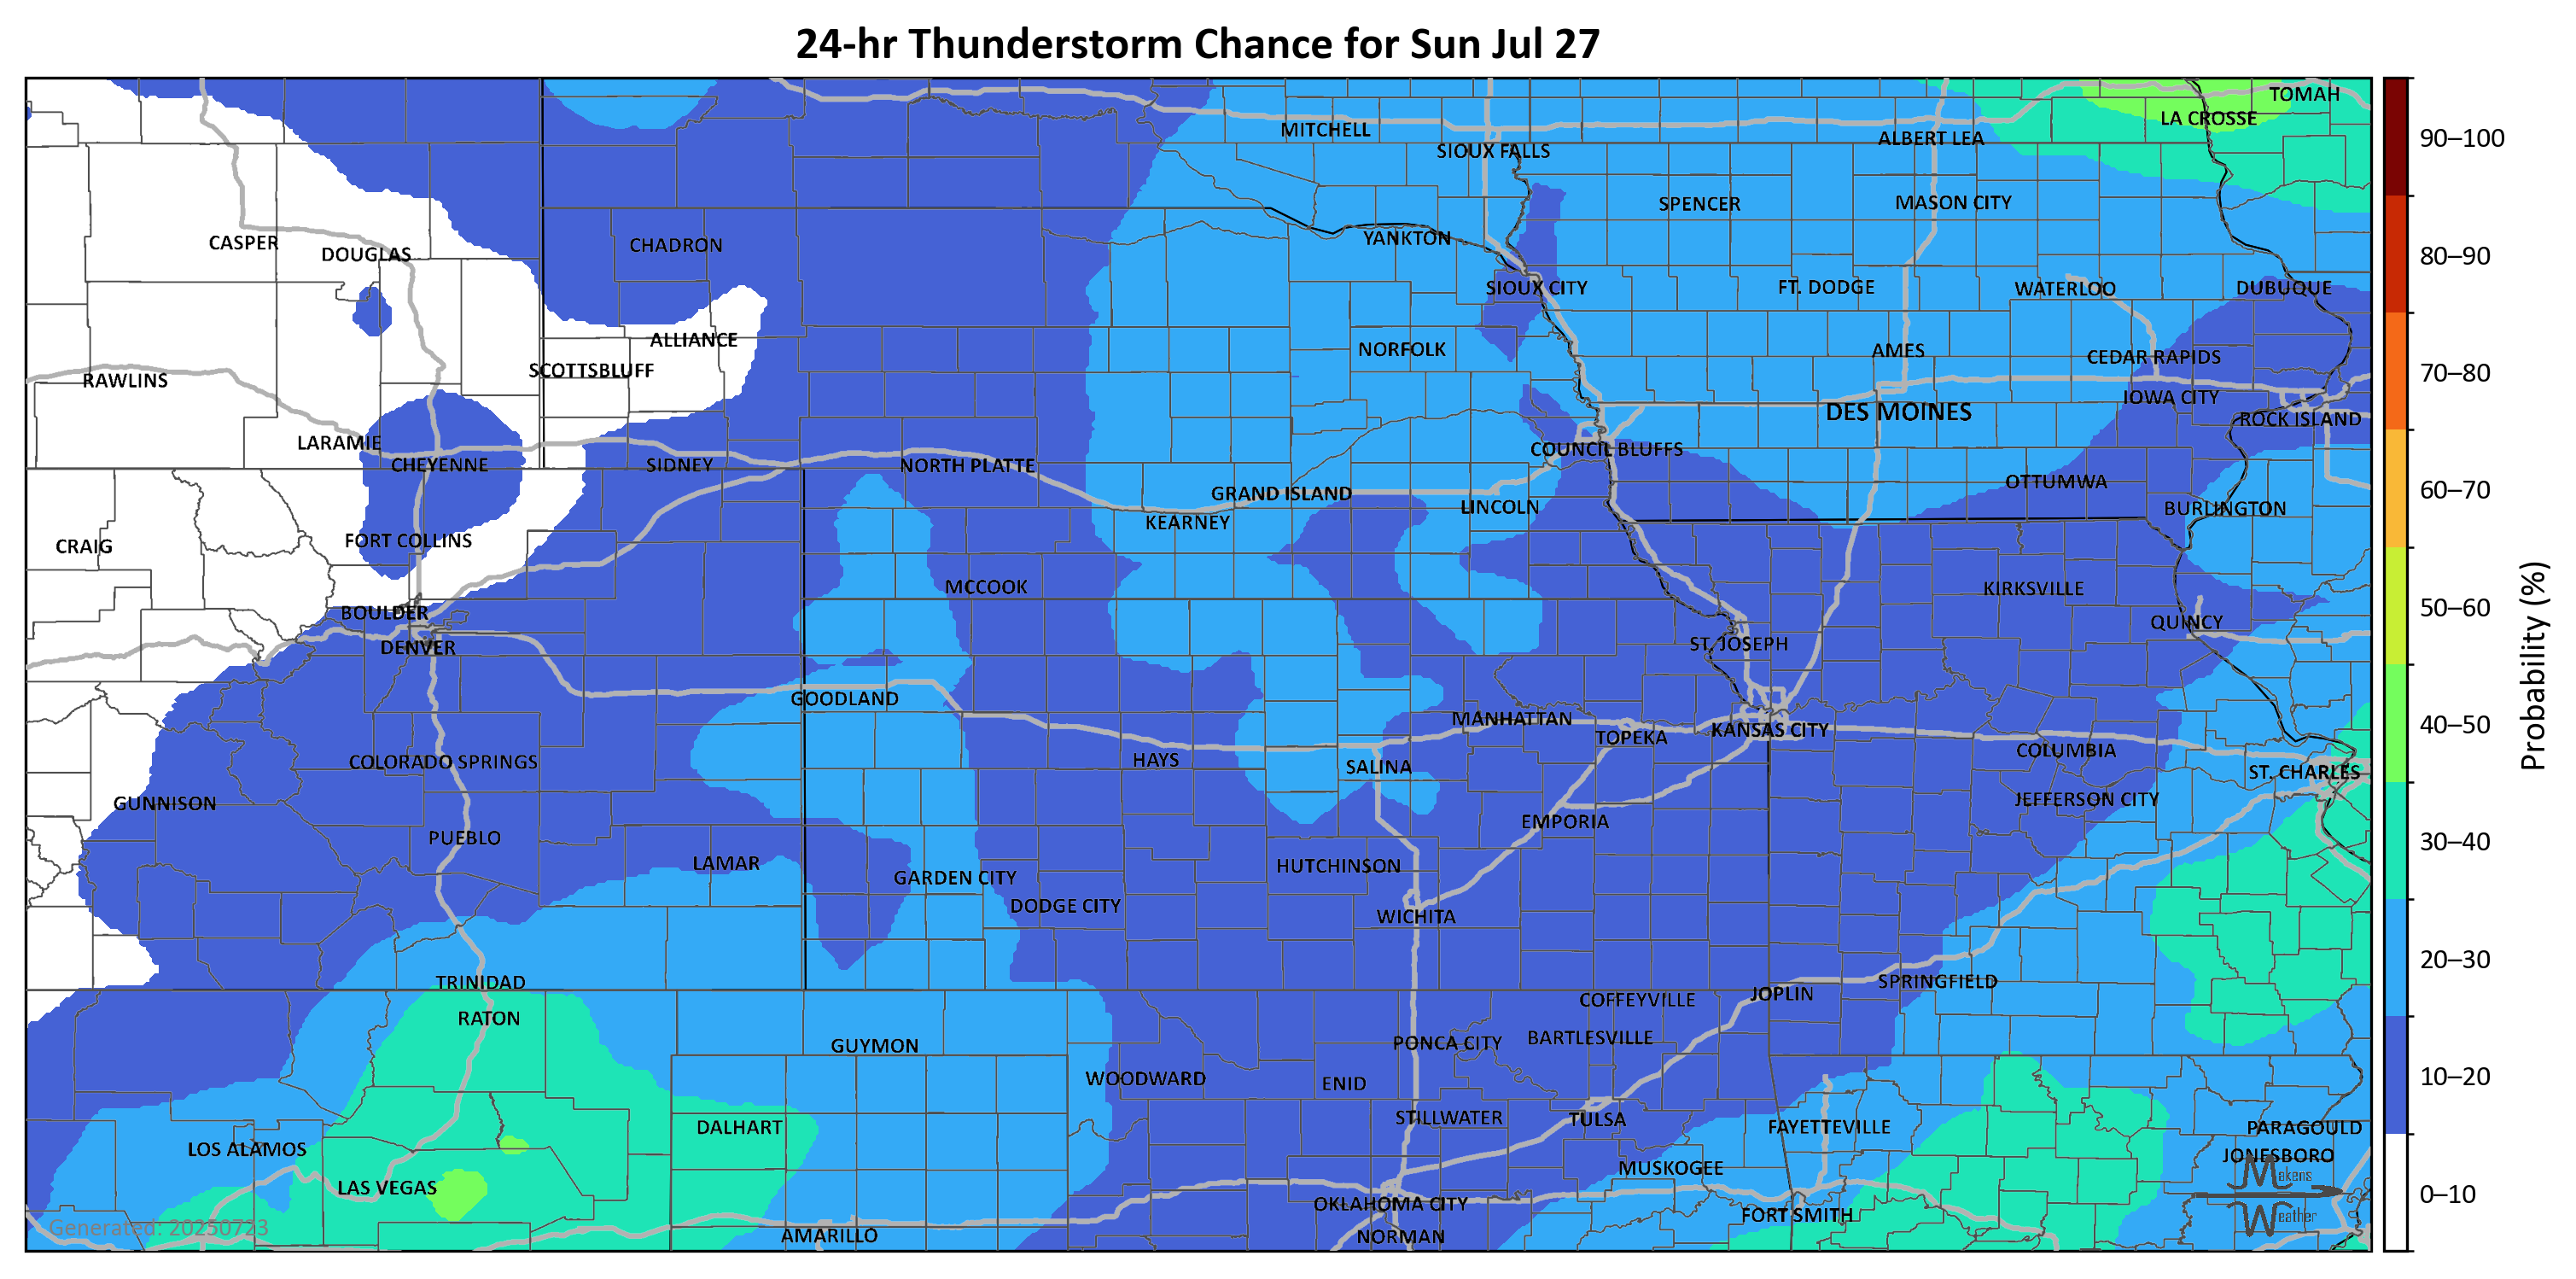 24-hr Thunderstorm Chance for Sun Jul 27
TOMAH
LA CROSSE
MITCHELL
ALBERT LEA
SIOUX FALLS
SPENCER
MASON CITY
CASPER
DOUGLAS
CHADRON
YANKTON
SIOUX CITY
FT. DODGE
WATERLOO
DUBUQUE
ALLIANCE
NORFOLK
AMES
CEDAR RAPIDS
SCOTTSBLUFF
RAWLINS
IOWA CITY
DES MOINES
ROCK ISLAND
LARAMIE
COUNCIL BLUFFS
CHEYENNE
SIDNEY
NORTH PLATTE
OTTUMWA
GRAND ISLAND
LINCOLN
BURLINGTON
KEARNEY
CRAIG
FORT COLLINS
MCCOOK
KIRKSVILLE
BOULDER
QUINCY
DENVER
ST. JOSEPH
GOODLAND
MANHATTAN
TOPEKA
KANSAS CITY
COLUMBIA
COLORADO SPRINGS
HAYS
SALINA
ST. CHARLES
GUNNISON
JEFFERSON CITY
EMPORIA
PUEBLO
LAMAR
HUTCHINSON
GARDEN CITY
DODGE CITY
WICHITA
TRINIDAD
SPRINGFIELD
JOPLIN
COFFEYVILLE
RATON
BARTLESVILLE
PONCA CITY
GUYMON
WOODWARD
ENID
STILLWATER
TULSA
DALHART
FAYETTEVILLE
PARAGOULD
LOS ALAMOS
JONESBORO
MUSKOGEE
LAS VEGAS
OKLAHOMA CITY
FORT SMITH
AMARILLO
NORMAN
Generated: 20250723
Makens
Weather
90–100
80–90
70–80
60–70
50–60
40–50
30–40
20–30
10–20
0–10
Probability (%)